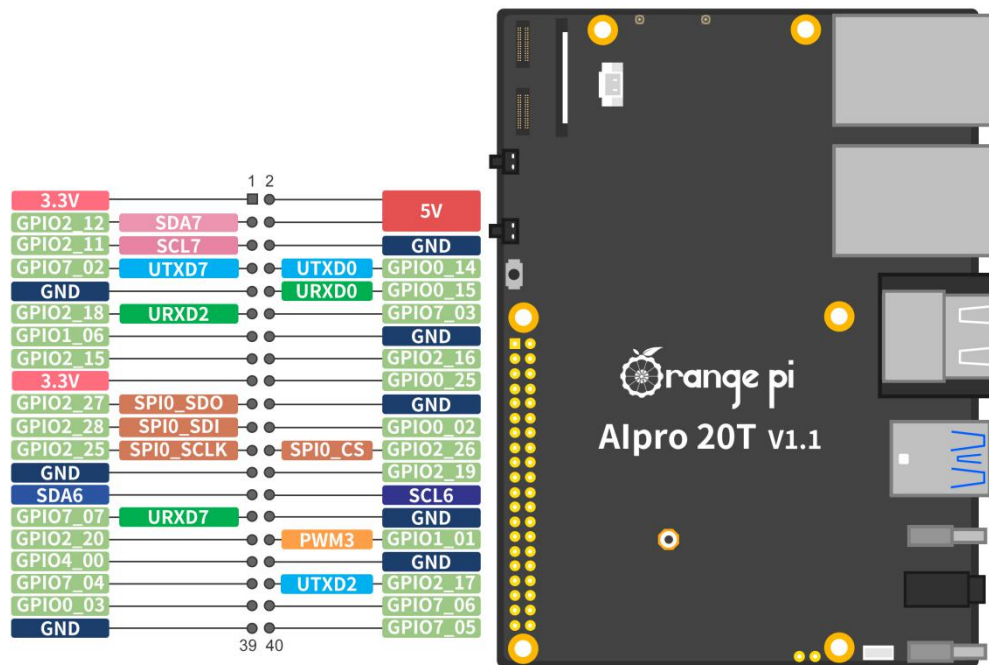 1 2
3.3V 5V
GPIO2_12 SDA7
GPIO2_11 SCL7 GND
GPIO7_02 UTXD7 UTXD0 GPIO0_14
GND URXD0 GPIO0_15
GPIO2_18 URXD2 GPIO7_03
GPIO1_06 GND
GPIO2_15 GPIO2_16
3.3V GPIO0_25
GPIO2_27 SPI0_SDO GND
GPIO2_28 SPI0_SDI GPIO0_02
GPIO2_25 SPI0_SCLK SPI0_CS GPIO2_26
GND GPIO2_19
SDA6 SCL6
GPIO7_07 URXD7 GND
GPIO2_20 PWM3 GPIO1_01
GPIO4_00 GND
GPIO7_04 UTXD2 GPIO2_17
GPIO0_03 GPIO7_06
GND GPIO7_05
39 40
Orange pi
AIpro 20T V1.1